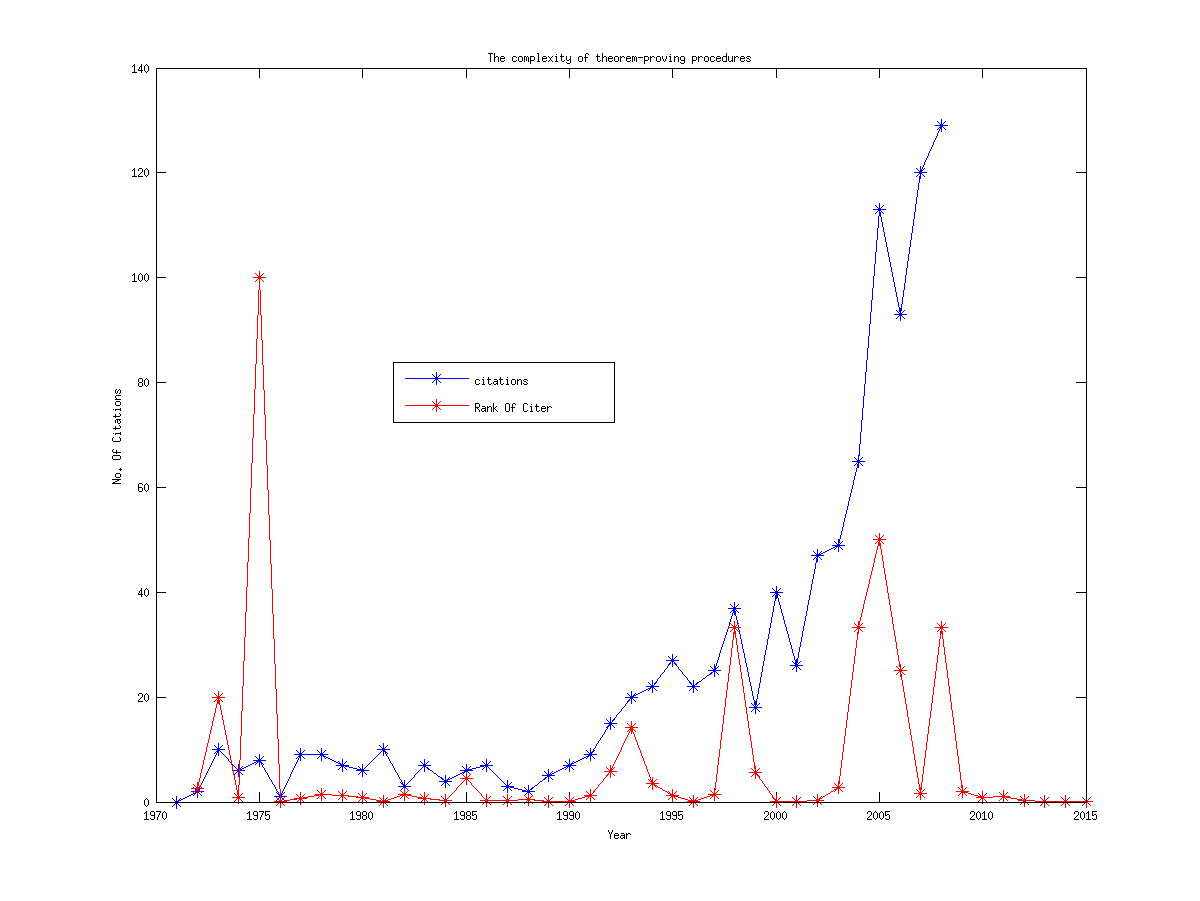 The complexity of theorem-proving procedures
140
120
100
80
60
40
20
0
No. Of Citations
citations
Rank Of Citer
1970 1975 1980 1985 1990 1995 2000 2005 2010 2015
Year